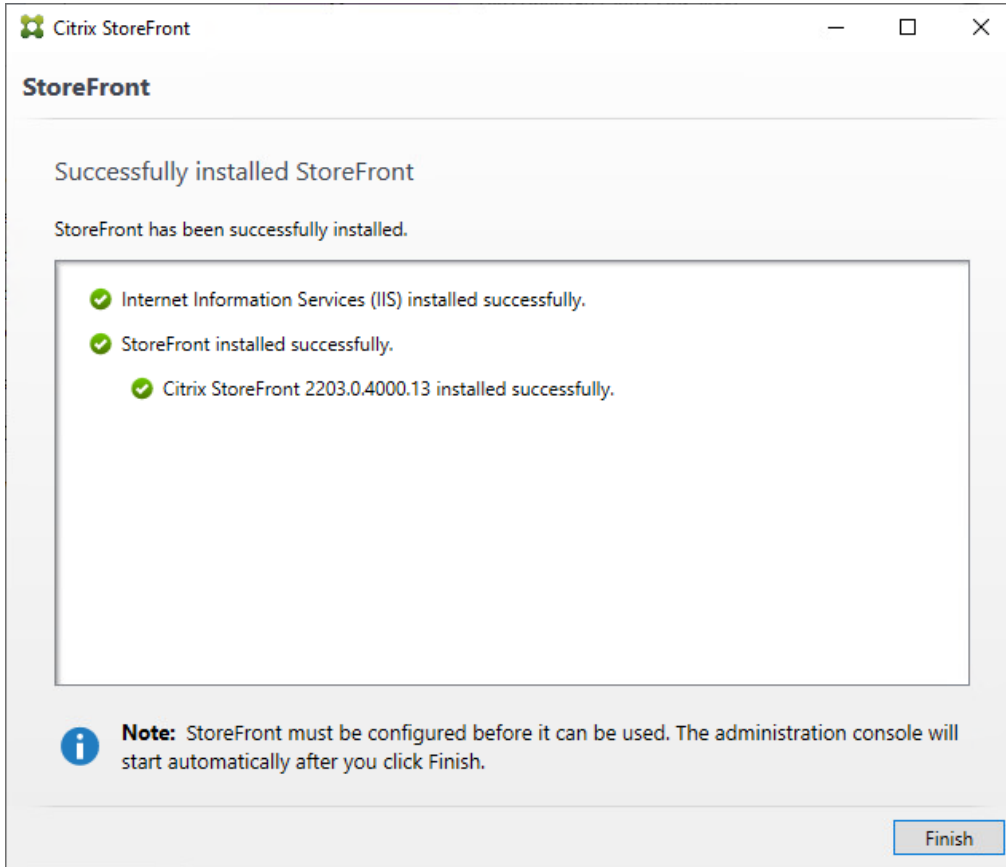 Citrix StoreFront
StoreFront
Successfully installed StoreFront
StoreFront has been successfully installed.
Internet Information Services (IIS) installed successfully.
StoreFront installed successfully.
Citrix StoreFront 2203.0.4000.13 installed successfully.
Note: StoreFront must be configured before it can be used. The administration console will
start automatically after you click Finish.
Finish